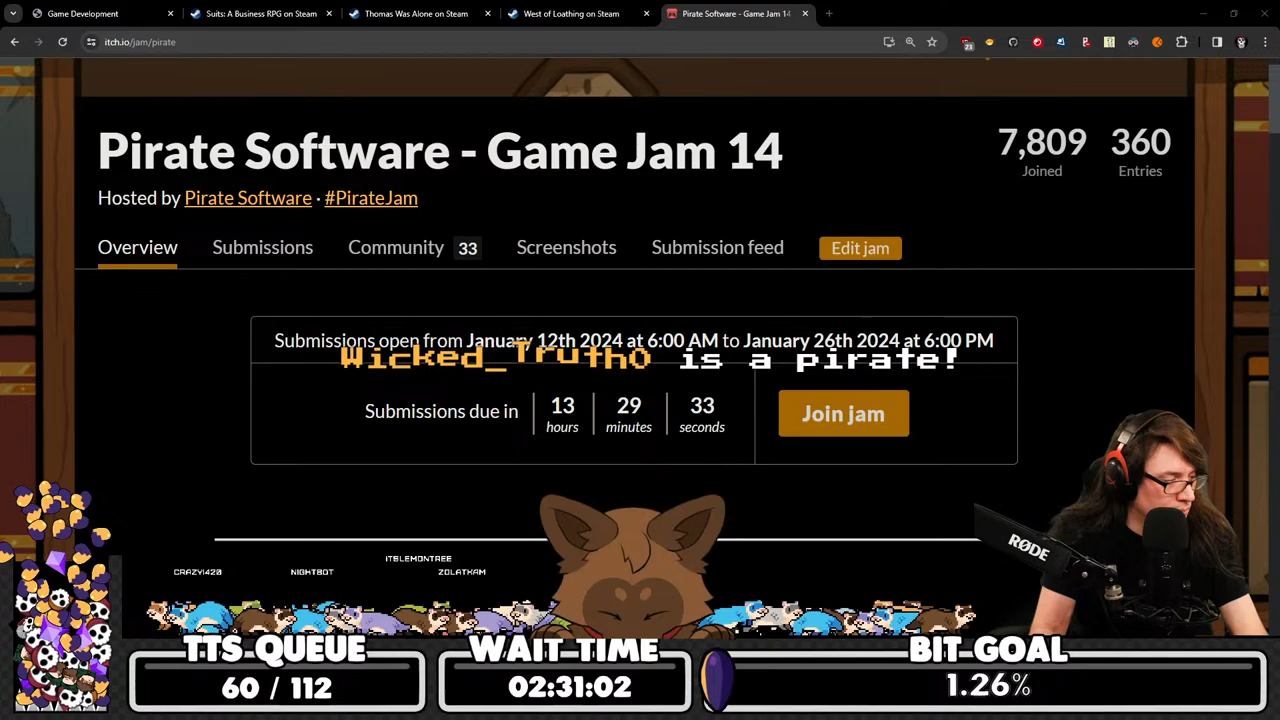 Game Development
Suits: A Business RPG on Steam
Thomas Was Alone on Steam
West of Loathing on Steam
Pirate Software - Game Jam 14
itch.io/jam/pirate
23
Pirate Software - Game Jam 14
7,809
Joined
360
Entries
Hosted by Pirate Software · #PirateJam
Overview
Submissions
Community 33
Screenshots
Submission feed
Edit jam
Submissions open from January 12th 2024 at 6:00 AM to January 26th 2024 at 6:00 PM
Wicked_Truth0 is a pirate!
Submissions due in
13
hours
29
minutes
33
seconds
Join jam
RØDE
ITSLEMONTREE
CRAZY1420
NIGHTBOT
ZOLATKAM
TTS QUEUE
60 / 112
WAIT TIME
02:31:02
BIT GOAL
1.26%